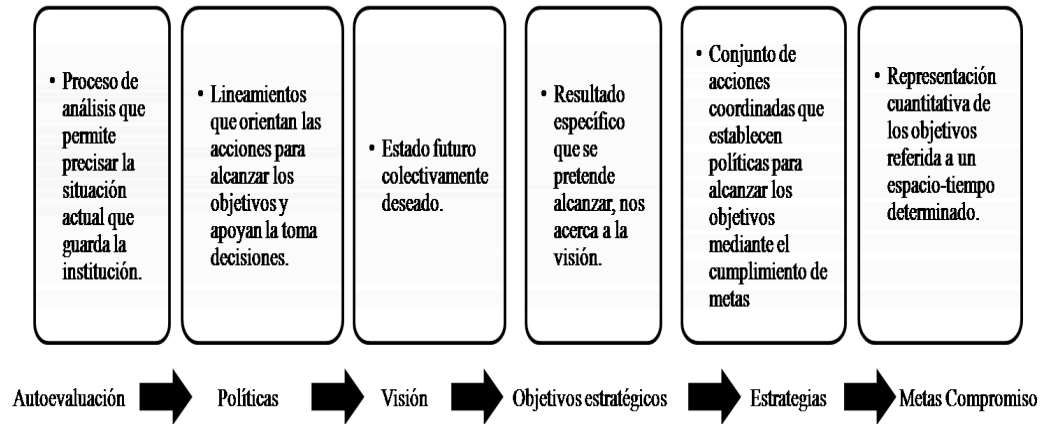 • Proceso de
análisis que
permite
precisar la
situación
actual que
guarda la
institución.
• Lineamientos
que orientan las
acciones para
alcanzar los
objetivos y
apoyan la toma
decisiones.
• Estado futuro
colectivamente
deseado.
• Resultado
específico
que se
pretende
alcanzar, nos
acerca a la
visión.
• Conjunto de
acciones
coordinadas que
establecen
políticas para
alcanzar los
objetivos
mediante el
cumplimiento de
metas
• Representación
cuantitativa de
los objetivos
referida a un
espacio-tiempo
determinado.
Autoevaluación
Políticas
Visión
Objetivos estratégicos
Estrategias
Metas Compromiso